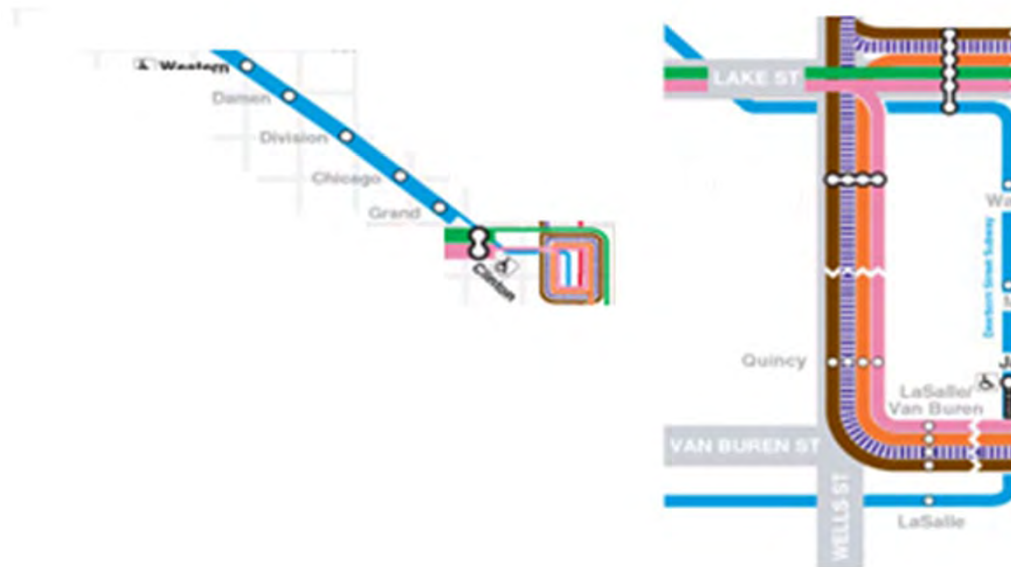 Western
Damen
Division
Chicago
Grand
Clinton
LAKE ST
Dearborn Street Subway
Quincy
LaSalle/
Van Buren
VAN BUREN ST
WELLS ST
LaSalle